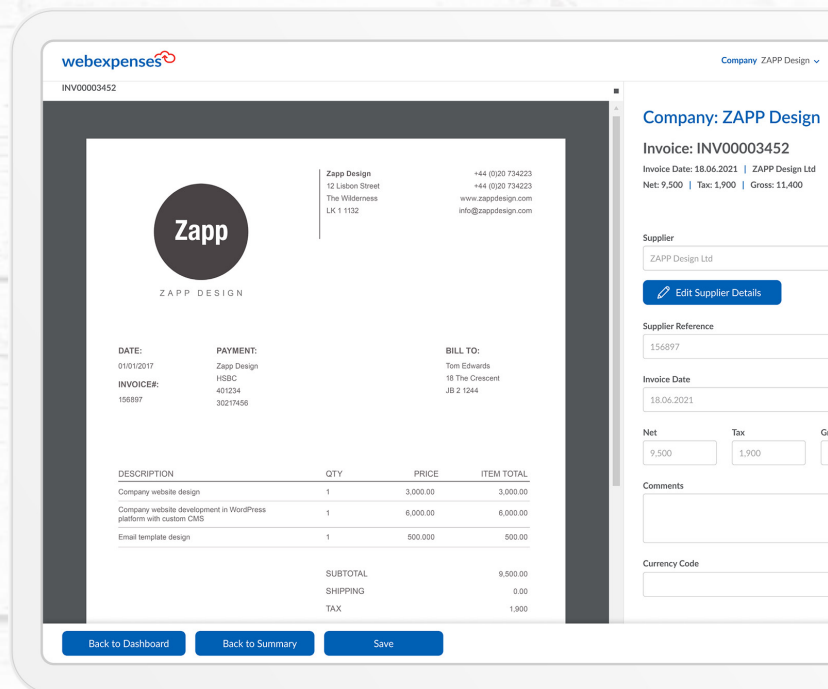 webexpenses
Company ZAPP Design
INV00003452
Zapp
ZAPP DESIGN
Zapp Design
12 Lisbon Street
The Wilderness
LK 1 1132
+44 (0)20 734223
+44 (0)20 734223
www.zappdesign.com
info@zappdesign.com
DATE:
01/01/2017
INVOICE#:
156897
PAYMENT:
Zapp Design
HSBC
401234
30217456
BILL TO:
Tom Edwards
18 The Crescent
JB 2 1244
DESCRIPTION QTY PRICE ITEM TOTAL
Company website design 1 3,000.00 3,000.00
Company website development in WordPress
platform with custom CMS 1 6,000.00 6,000.00
Email template design 1 500.000 500.00
SUBTOTAL 9,500.00
SHIPPING 0.00
TAX 1,900
Company: ZAPP Design
Invoice: INV00003452
Invoice Date: 18.06.2021 | ZAPP Design Ltd
Net: 9,500 | Tax: 1,900 | Gross: 11,400
Supplier
ZAPP Design Ltd
Edit Supplier Details
Supplier Reference
156897
Invoice Date
18.06.2021
Net Tax
9,500 1,900
Comments
Currency Code
Back to Dashboard Back to Summary Save